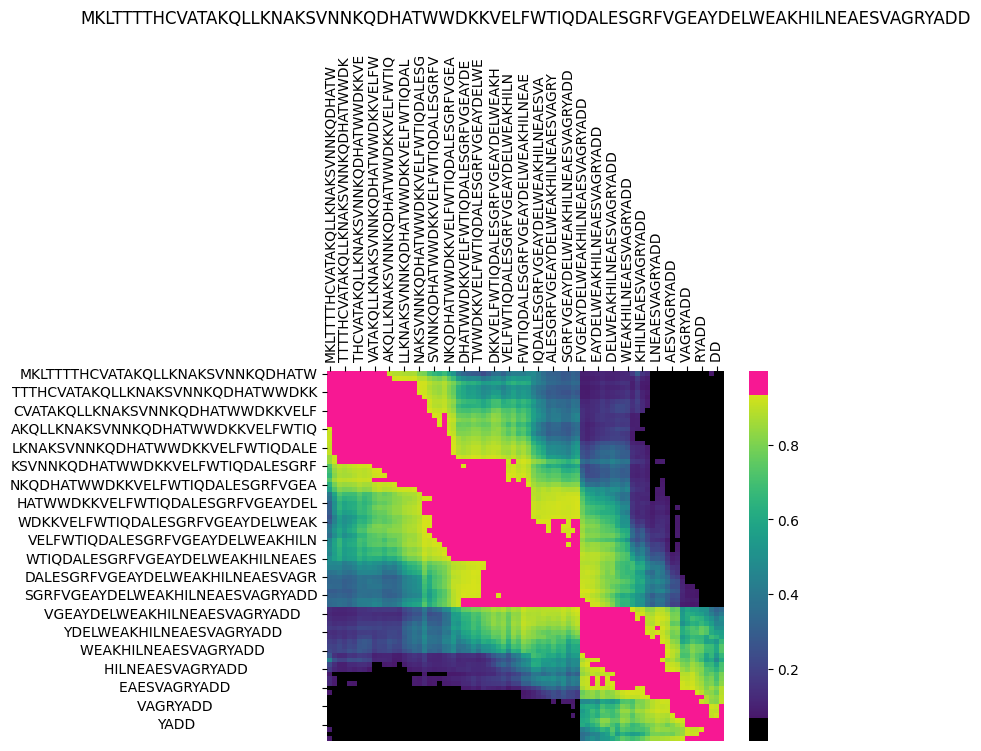 MKLTTTTHCVATAKQLLKNAKSVNNKQDHATWWDKKVELFWTIQDALESGRFVGEAYDELWEAKHILNEAESVAGRYADD
MKLTTTTHCVATAKQLLKNAKSVNNKQDHATW
TTTTHCVATAKQLLKNAKSVNNKQDHATWWDK
THCVATAKQLLKNAKSVNNKQDHATWWDKKVE
VATAKQLLKNAKSVNNKQDHATWWDKKVELFW
AKQLLKNAKSVNNKQDHATWWDKKVELFWTIQ
LLKNAKSVNNKQDHATWWDKKVELFWTIQDAL
NAKSVNNKQDHATWWDKKVELFWTIQDALESG
SVNNKQDHATWWDKKVELFWTIQDALESGRFV
NKQDHATWWDKKVELFWTIQDALESGRFVGEA
DHATWWDKKVELFWTIQDALESGRFVGEAYDE
TWWDKKVELFWTIQDALESGRFVGEAYDELWE
DKKVELFWTIQDALESGRFVGEAYDELWEAKH
VELFWTIQDALESGRFVGEAYDELWEAKHILN
FWTIQDALESGRFVGEAYDELWEAKHILNEAE
IQDALESGRFVGEAYDELWEAKHILNEAESVA
ALESGRFVGEAYDELWEAKHILNEAESVAGRY
SGRFVGEAYDELWEAKHILNEAESVAGRYADD
FVGEAYDELWEAKHILNEAESVAGRYADD
EAYDELWEAKHILNEAESVAGRYADD
DELWEAKHILNEAESVAGRYADD
WEAKHILNEAESVAGRYADD
KHILNEAESVAGRYADD
LNEAESVAGRYADD
AESVAGRYADD
VAGRYADD
RYADD
DD
MKLTTTTHCVATAKQLLKNAKSVNNKQDHATW
TTTHCVATAKQLLKNAKSVNNKQDHATWWDKK
CVATAKQLLKNAKSVNNKQDHATWWDKKVELF
AKQLLKNAKSVNNKQDHATWWDKKVELFWTIQ
LKNAKSVNNKQDHATWWDKKVELFWTIQDALE
KSVNNKQDHATWWDKKVELFWTIQDALESGRF
NKQDHATWWDKKVELFWTIQDALESGRFVGEA
HATWWDKKVELFWTIQDALESGRFVGEAYDEL
WDKKVELFWTIQDALESGRFVGEAYDELWEAK
VELFWTIQDALESGRFVGEAYDELWEAKHILN
WTIQDALESGRFVGEAYDELWEAKHILNEAES
DALESGRFVGEAYDELWEAKHILNEAESVAGR
SGRFVGEAYDELWEAKHILNEAESVAGRYADD
VGEAYDELWEAKHILNEAESVAGRYADD
YDELWEAKHILNEAESVAGRYADD
WEAKHILNEAESVAGRYADD
HILNEAESVAGRYADD
EAESVAGRYADD
VAGRYADD
YADD
0.8
0.6
0.4
0.2